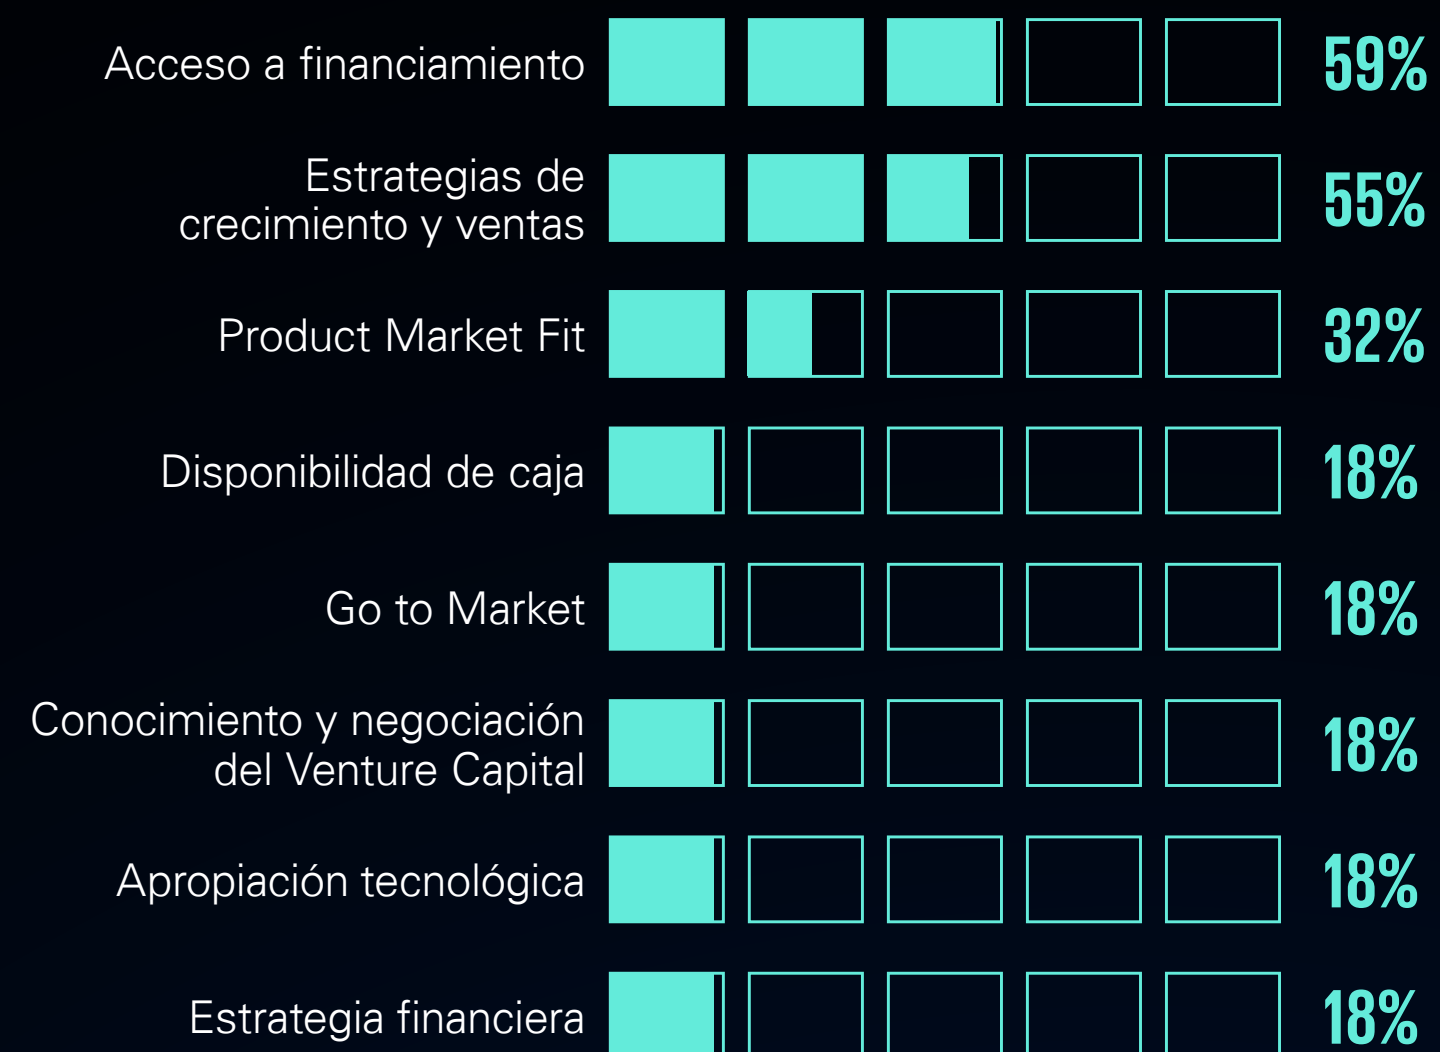 Acceso a financiamiento 59%
Estrategias de
crecimiento y ventas 55%
Product Market Fit 32%
Disponibilidad de caja 18%
Go to Market 18%
Conocimiento y negociación
del Venture Capital 18%
Apropiación tecnológica 18%
Estrategia financiera 18%